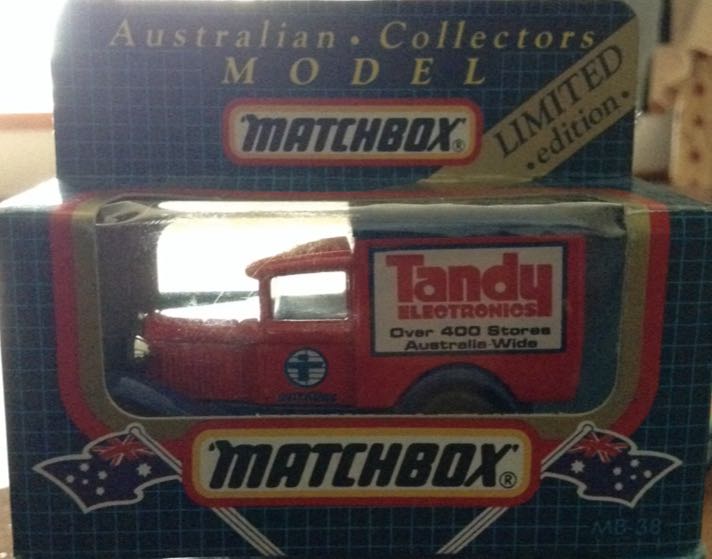 Australian • Collectors
MODEL
MATCHBOX®
LIMITED
• edition •
Tandy
ELECTRONICS
Over 400 Stores
Australia-Wide
MATCHBOX®
MB-38